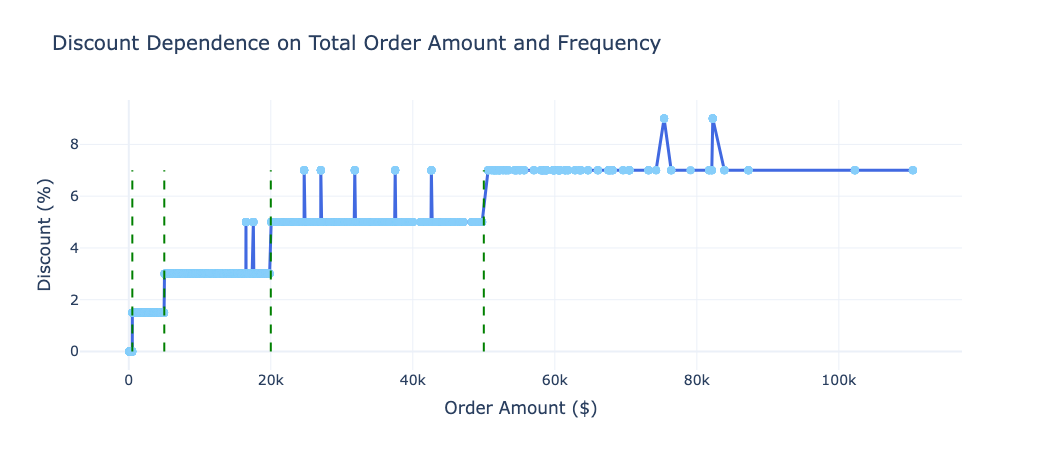 Discount Dependence on Total Order Amount and Frequency
8
6
4
2
0
Discount (%)
0 20k 40k 60k 80k 100k
Order Amount ($)